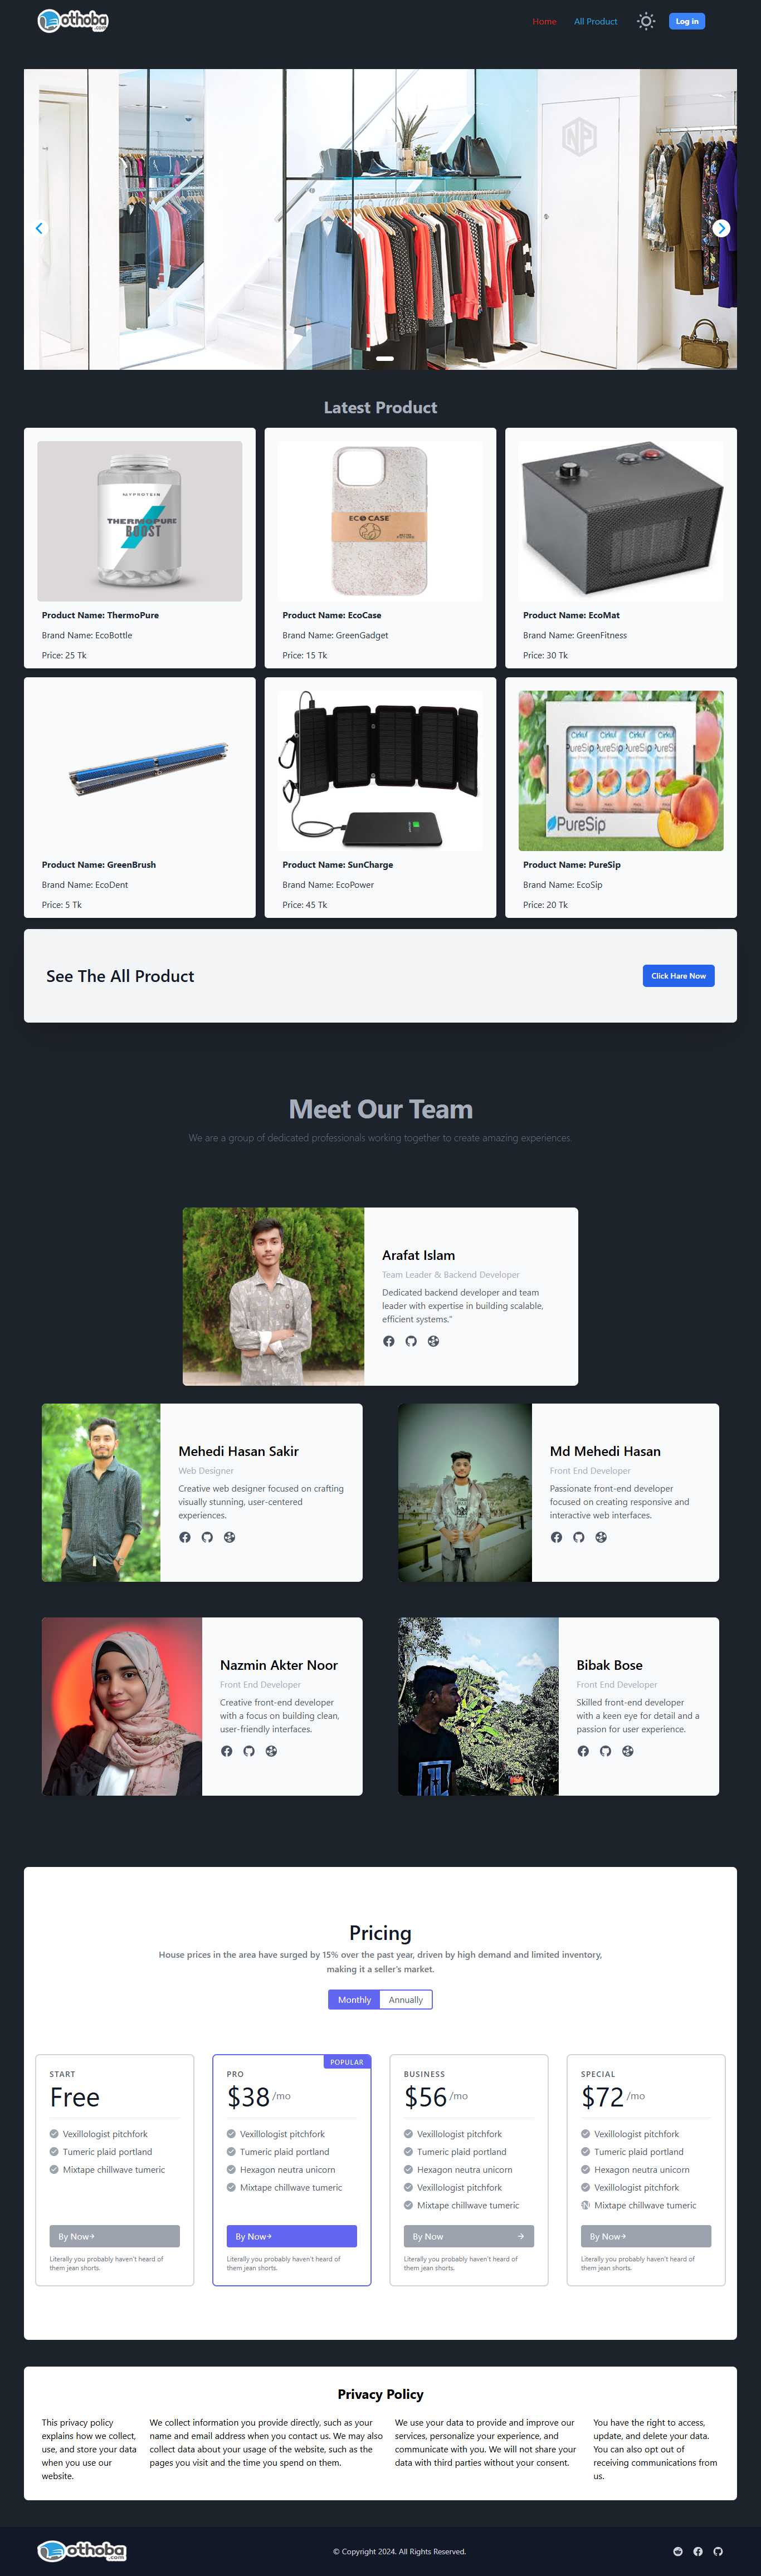 othoba
.com
Home
All Product
Log in
Latest Product
MYPROTEIN
THERMOPURE
BOOST
ECO CASE
Product Name: ThermoPure
Brand Name: EcoBottle
Price: 25 Tk
Product Name: EcoCase
Brand Name: GreenGadget
Price: 15 Tk
Product Name: EcoMat
Brand Name: GreenFitness
Price: 30 Tk
Cirkul Cirkul Cirkul Cirkul
PureSip PureSip PureSip PureSip
PureSip
Product Name: GreenBrush
Brand Name: EcoDent
Price: 5 Tk
Product Name: SunCharge
Brand Name: EcoPower
Price: 45 Tk
Product Name: PureSip
Brand Name: EcoSip
Price: 20 Tk
See The All Product
Click Hare Now
Meet Our Team
We are a group of dedicated professionals working together to create amazing experiences.
Arafat Islam
Team Leader & Backend Developer
Dedicated backend developer and team
leader with expertise in building scalable,
efficient systems."
Mehedi Hasan Sakir
Web Designer
Creative web designer focused on crafting
visually stunning, user-centered
experiences.
Md Mehedi Hasan
Front End Developer
Passionate front-end developer
focused on creating responsive and
interactive web interfaces.
Nazmin Akter Noor
Front End Developer
Creative front-end developer
with a focus on building clean,
user-friendly interfaces.
Bibak Bose
Front End Developer
Skilled front-end developer
with a keen eye for detail and a
passion for user experience.
Pricing
House prices in the area have surged by 15% over the past year, driven by high demand and limited inventory,
making it a seller's market.
Monthly
Annually
START
Free
Vexillologist pitchfork
Tumeric plaid portland
Mixtape chillwave tumeric
By Now
Literally you probably haven't heard of
them jean shorts.
POPULAR
PRO
$38 /mo
Vexillologist pitchfork
Tumeric plaid portland
Hexagon neutra unicorn
Mixtape chillwave tumeric
By Now
Literally you probably haven't heard of
them jean shorts.
BUSINESS
$56 /mo
Vexillologist pitchfork
Tumeric plaid portland
Hexagon neutra unicorn
Vexillologist pitchfork
Mixtape chillwave tumeric
By Now
Literally you probably haven't heard of
them jean shorts.
SPECIAL
$72 /mo
Vexillologist pitchfork
Tumeric plaid portland
Hexagon neutra unicorn
Vexillologist pitchfork
Mixtape chillwave tumeric
By Now
Literally you probably haven't heard of
them jean shorts.
Privacy Policy
This privacy policy
explains how we collect,
use, and store your data
when you use our
website.
We collect information you provide directly, such as your
name and email address when you contact us. We may also
collect data about your usage of the website, such as the
pages you visit and the time you spend on them.
We use your data to provide and improve our
services, personalize your experience, and
communicate with you. We will not share your
data with third parties without your consent.
You have the right to access,
update, and delete your data.
You can also opt out of
receiving communications from
us.
othoba
.com
© Copyright 2024. All Rights Reserved.